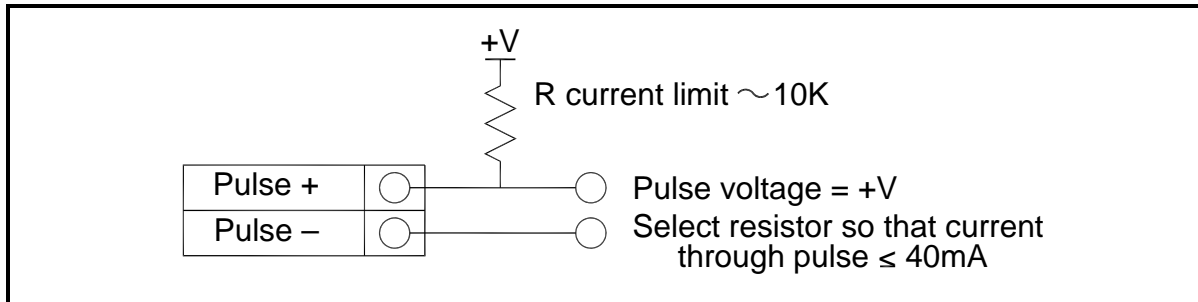 +V
R current limit ～10K
Pulse +
Pulse voltage = +V
Pulse –
Select resistor so that current
through pulse ≤ 40mA